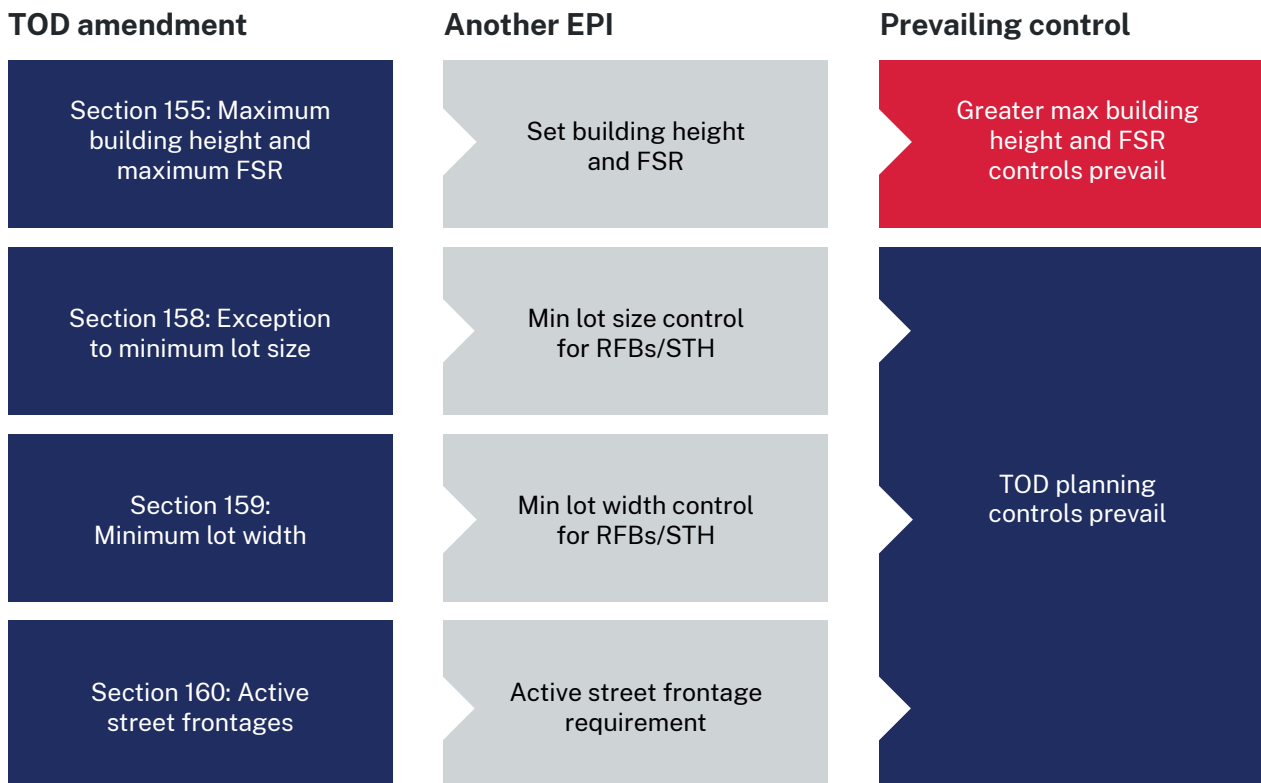 TOD amendment
Another EPI
Prevailing control
Section 155: Maximum
building height and
maximum FSR
Set building height
and FSR
Greater max building
height and FSR
controls prevail
Section 158: Exception
to minimum lot size
Min lot size control
for RFBs/STH
Section 159:
Minimum lot width
Min lot width control
for RFBs/STH
TOD planning
controls prevail
Section 160: Active
street frontages
Active street frontage
requirement